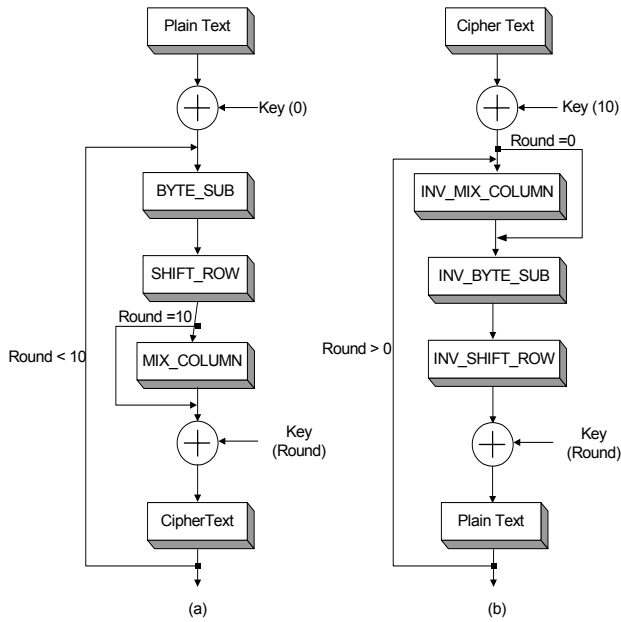 Plain Text
Key (0)
BYTE_SUB
SHIFT_ROW
Round =10
Round < 10
MIX_COLUMN
Key
(Round)
CipherText
(a)
Cipher Text
Key (10)
Round =0
INV_MIX_COLUMN
INV_BYTE_SUB
Round > 0
INV_SHIFT_ROW
Key
(Round)
Plain Text
(b)